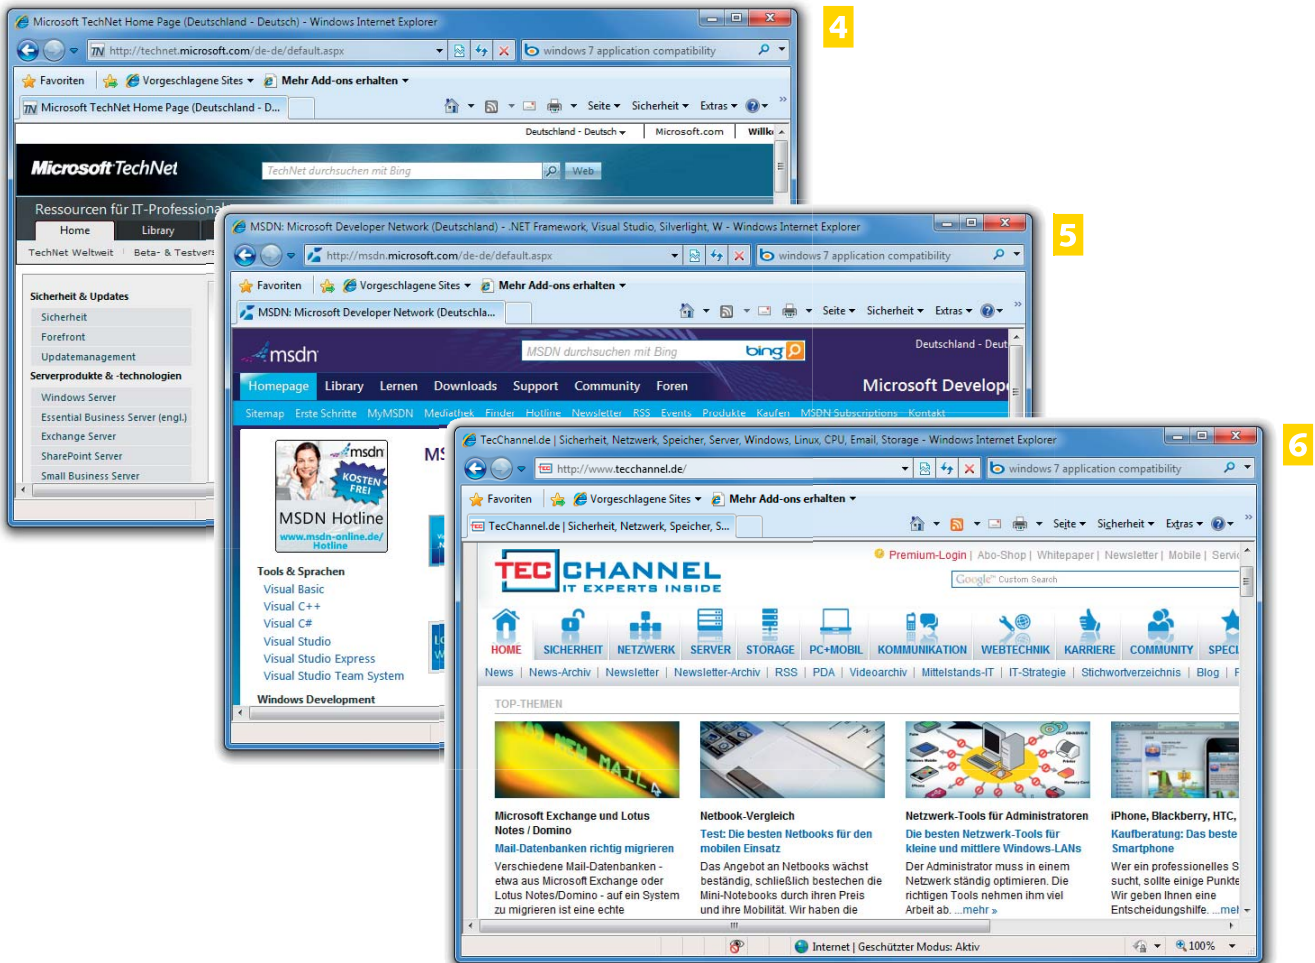 Microsoft TechNet Home Page (Deutschland - Deutsch) - Windows Internet Explorer
4
http://technet.microsoft.com/de-de/default.aspx
windows 7 application compatibility
Favoriten
Vorgeschlagene Sites
Mehr Add-ons erhalten
Microsoft TechNet Home Page (Deutschland - D...
Seite
Sicherheit
Extras
Deutschland - Deutsch
Microsoft.com
Microsoft TechNet
TechNet durchsuchen mit Bing
Web
Ressourcen für IT-Professional
Home
Library
TechNet Weltweit
Beta- & Testvers
Sicherheit & Updates
Sicherheit
Forefront
Updatemanagement
Serverprodukte & -technologien
Windows Server
Essential Business Server (engl.)
Exchange Server
SharePoint Server
Small Business Server
MSDN: Microsoft Developer Network (Deutschland) - .NET Framework, Visual Studio, Silverlight, W - Windows Internet Explorer
5
http://msdn.microsoft.com/de-de/default.aspx
windows 7 application compatibility
Favoriten
Vorgeschlagene Sites
Mehr Add-ons erhalten
MSDN: Microsoft Developer Network (Deutschla...
Seite
Sicherheit
Extras
msdn
MSDN durchsuchen mit Bing
bing
Deutschland - Deut
Homepage Library Lernen Downloads Support Community Foren
Microsoft Develope
Sitemap Erste Schritte MyMSDN Mediathek Finder Hotline Newsletter RSS Events Produkte Kaufen MSDN Subscriptions Kontakt
msdn
KOSTEN
FREI
MSDN Hotline
www.msdn-online.de/
Hotline
MS
Tools & Sprachen
Visual Basic
Visual C++
Visual C#
Visual Studio
Visual Studio Express
Visual Studio Team System
Windows Development
TecChannel.de | Sicherheit, Netzwerk, Speicher, Server, Windows, Linux, CPU, Email, Storage - Windows Internet Explorer
6
http://www.tecchannel.de/
windows 7 application compatibility
Favoriten
Vorgeschlagene Sites
Mehr Add-ons erhalten
TecChannel.de | Sicherheit, Netzwerk, Speicher, S...
Seite
Sicherheit
Extras
TEC CHANNEL
IT EXPERTS INSIDE
Premium-Login | Abo-Shop | Whitepaper | Newsletter | Mobile | Servic
Google™ Custom Search
HOME SICHERHEIT NETZWERK SERVER STORAGE PC+MOBIL KOMMUNIKATION WEBTECHNIK KARRIERE COMMUNITY SPECI
News | News-Archiv | Newsletter | Newsletter-Archiv | RSS | PDA | Videoarchiv | Mittelstands-IT | IT-Strategie | Stichwortverzeichnis | Blog | F
TOP-THEMEN
Microsoft Exchange und Lotus
Notes / Domino
Mail-Datenbanken richtig migrieren
Verschiedene Mail-Datenbanken -
etwa aus Microsoft Exchange oder
Lotus Notes/Domino - auf ein System
zu migrieren ist eine echte
Netbook-Vergleich
Test: Die besten Netbooks für den
mobilen Einsatz
Das Angebot an Netbooks wächst
beständig, schließlich bestechen die
Mini-Notebooks durch ihren Preis
und ihre Mobilität. Wir haben die
Netzwerk-Tools für Administratoren
Die besten Netzwerk-Tools für
kleine und mittlere Windows-LANs
Der Administrator muss in einem
Netzwerk ständig optimieren. Die
richtigen Tools nehmen ihm viel
Arbeit ab. ...mehr »
iPhone, Blackberry, HTC,
Kaufberatung: Das beste
Smartphone
Wer ein professionelles S
sucht, sollte einige Punkte
Wir geben Ihnen eine
Entscheidungshilfe. ...meh
Internet | Geschützter Modus: Aktiv
100%